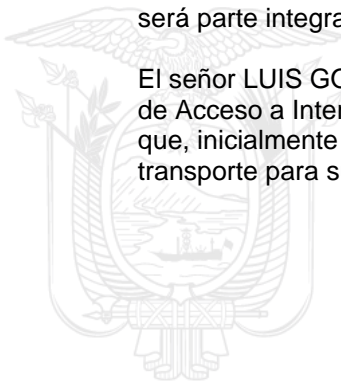 será parte integra
El señor LUIS GO
de Acceso a Inter
que, inicialmente
transporte para s